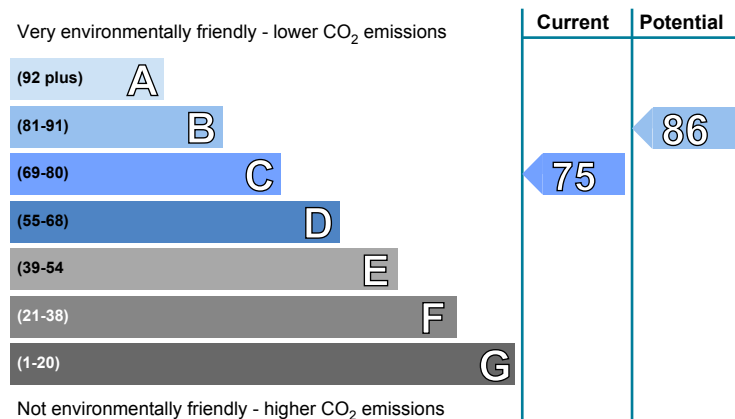 Very environmentally friendly - lower CO2 emissions
Current
Potential
(92 plus) A
(81-91) B
86
(69-80) C
75
(55-68) D
(39-54 E
(21-38) F
(1-20) G
Not environmentally friendly - higher CO2 emissions